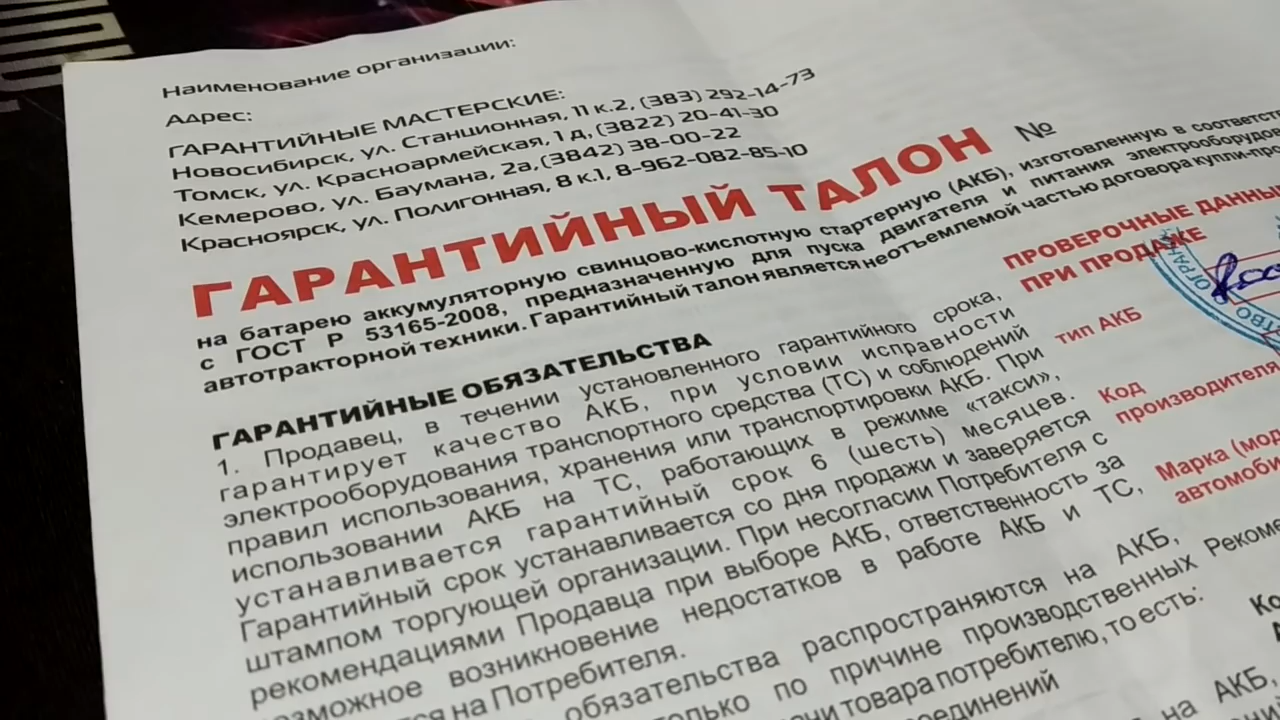 Наименование организации:
Адрес:
ГАРАНТИЙНЫЕ МАСТЕРСКИЕ:
Новосибирск, ул. Станционная, 11 к.2, (383) 292-14-73
Томск, ул. Красноармейская, 1 д, (3822) 20-41-30
Кемерово, ул. Баумана, 2а, (3842) 38-00-22
Красноярск, ул. Полигонная, 8 к.1, 8-962-082-85-10
ГАРАНТИЙНЫЙ ТАЛОН №
на батарею аккумуляторную свинцово-кислотную стартерную (АКБ), изготовленную в
с ГОСТ Р 53165-2008, предназначенную для пуска двигателя и питания
автотракторной техники. Гарантийный талон является неотъемлемой частью договора
ГАРАНТИЙНЫЕ ОБЯЗАТЕЛЬСТВА
1. Продавец, в течении установленного гарантийного срока,
гарантирует качество АКБ, при условии исправности
электрооборудования транспортного средства (ТС) и соблюдений
правил использования, хранения или транспортировки АКБ. При
использовании АКБ на ТС, работающих в режиме «такси»,
устанавливается гарантийный срок 6 (шесть) месяцев.
Гарантийный срок устанавливается со дня продажи и заверяется
штампом торгующей организации. При несогласии Потребителя с
рекомендациями Продавца при выборе АКБ, ответственность за
возникновение недостатков в работе АКБ и ТС,
на Потребителя.
обязательства распространяются на АКБ,
по причине производственных
товара потребителю, то есть:
на АКБ,
ПРОВЕРОЧНЫЕ ДАННЫ
ПРИ ПРОДАЖЕ
тип АКБ
Код
производителя
Марка (мод
автомоби